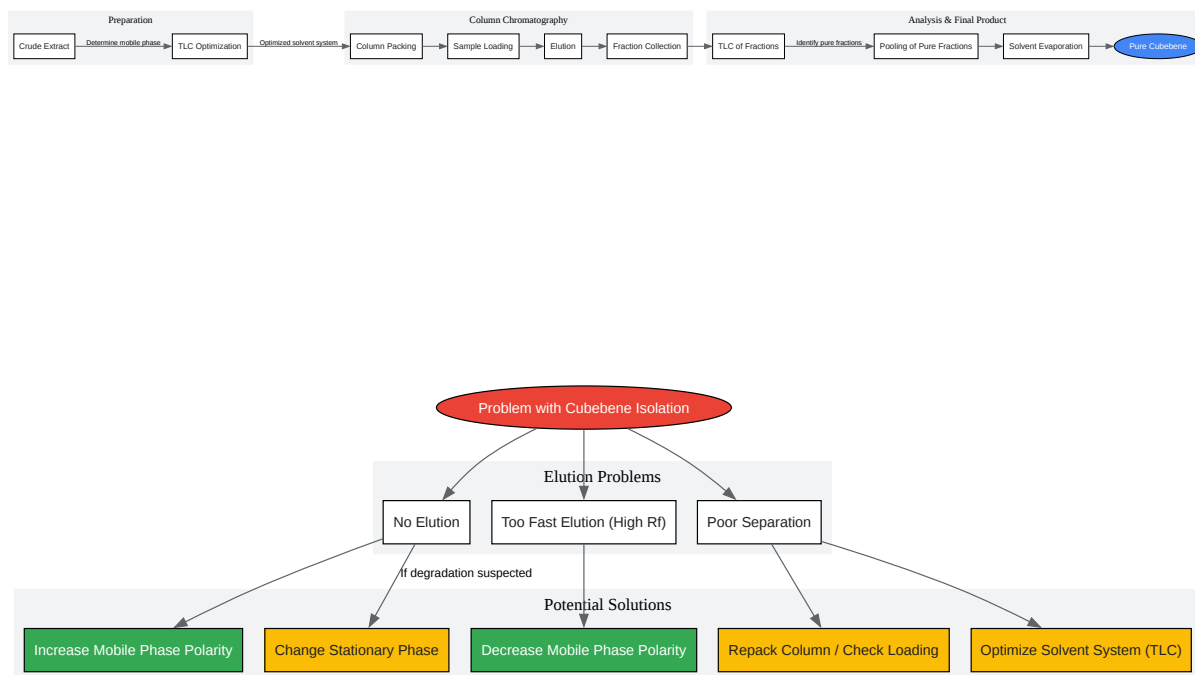 Preparation
Column Chromatography
Analysis & Final Product
Crude Extract
Determine mobile phase
TLC Optimization
Optimized solvent system
Column Packing
Sample Loading
Elution
Fraction Collection
TLC of Fractions
Identify pure fractions
Pooling of Pure Fractions
Solvent Evaporation
Pure Cubebene
Problem with Cubebene Isolation
Elution Problems
No Elution
Too Fast Elution (High Rf)
Poor Separation
If degradation suspected
Potential Solutions
Increase Mobile Phase Polarity
Change Stationary Phase
Decrease Mobile Phase Polarity
Repack Column / Check Loading
Optimize Solvent System (TLC)